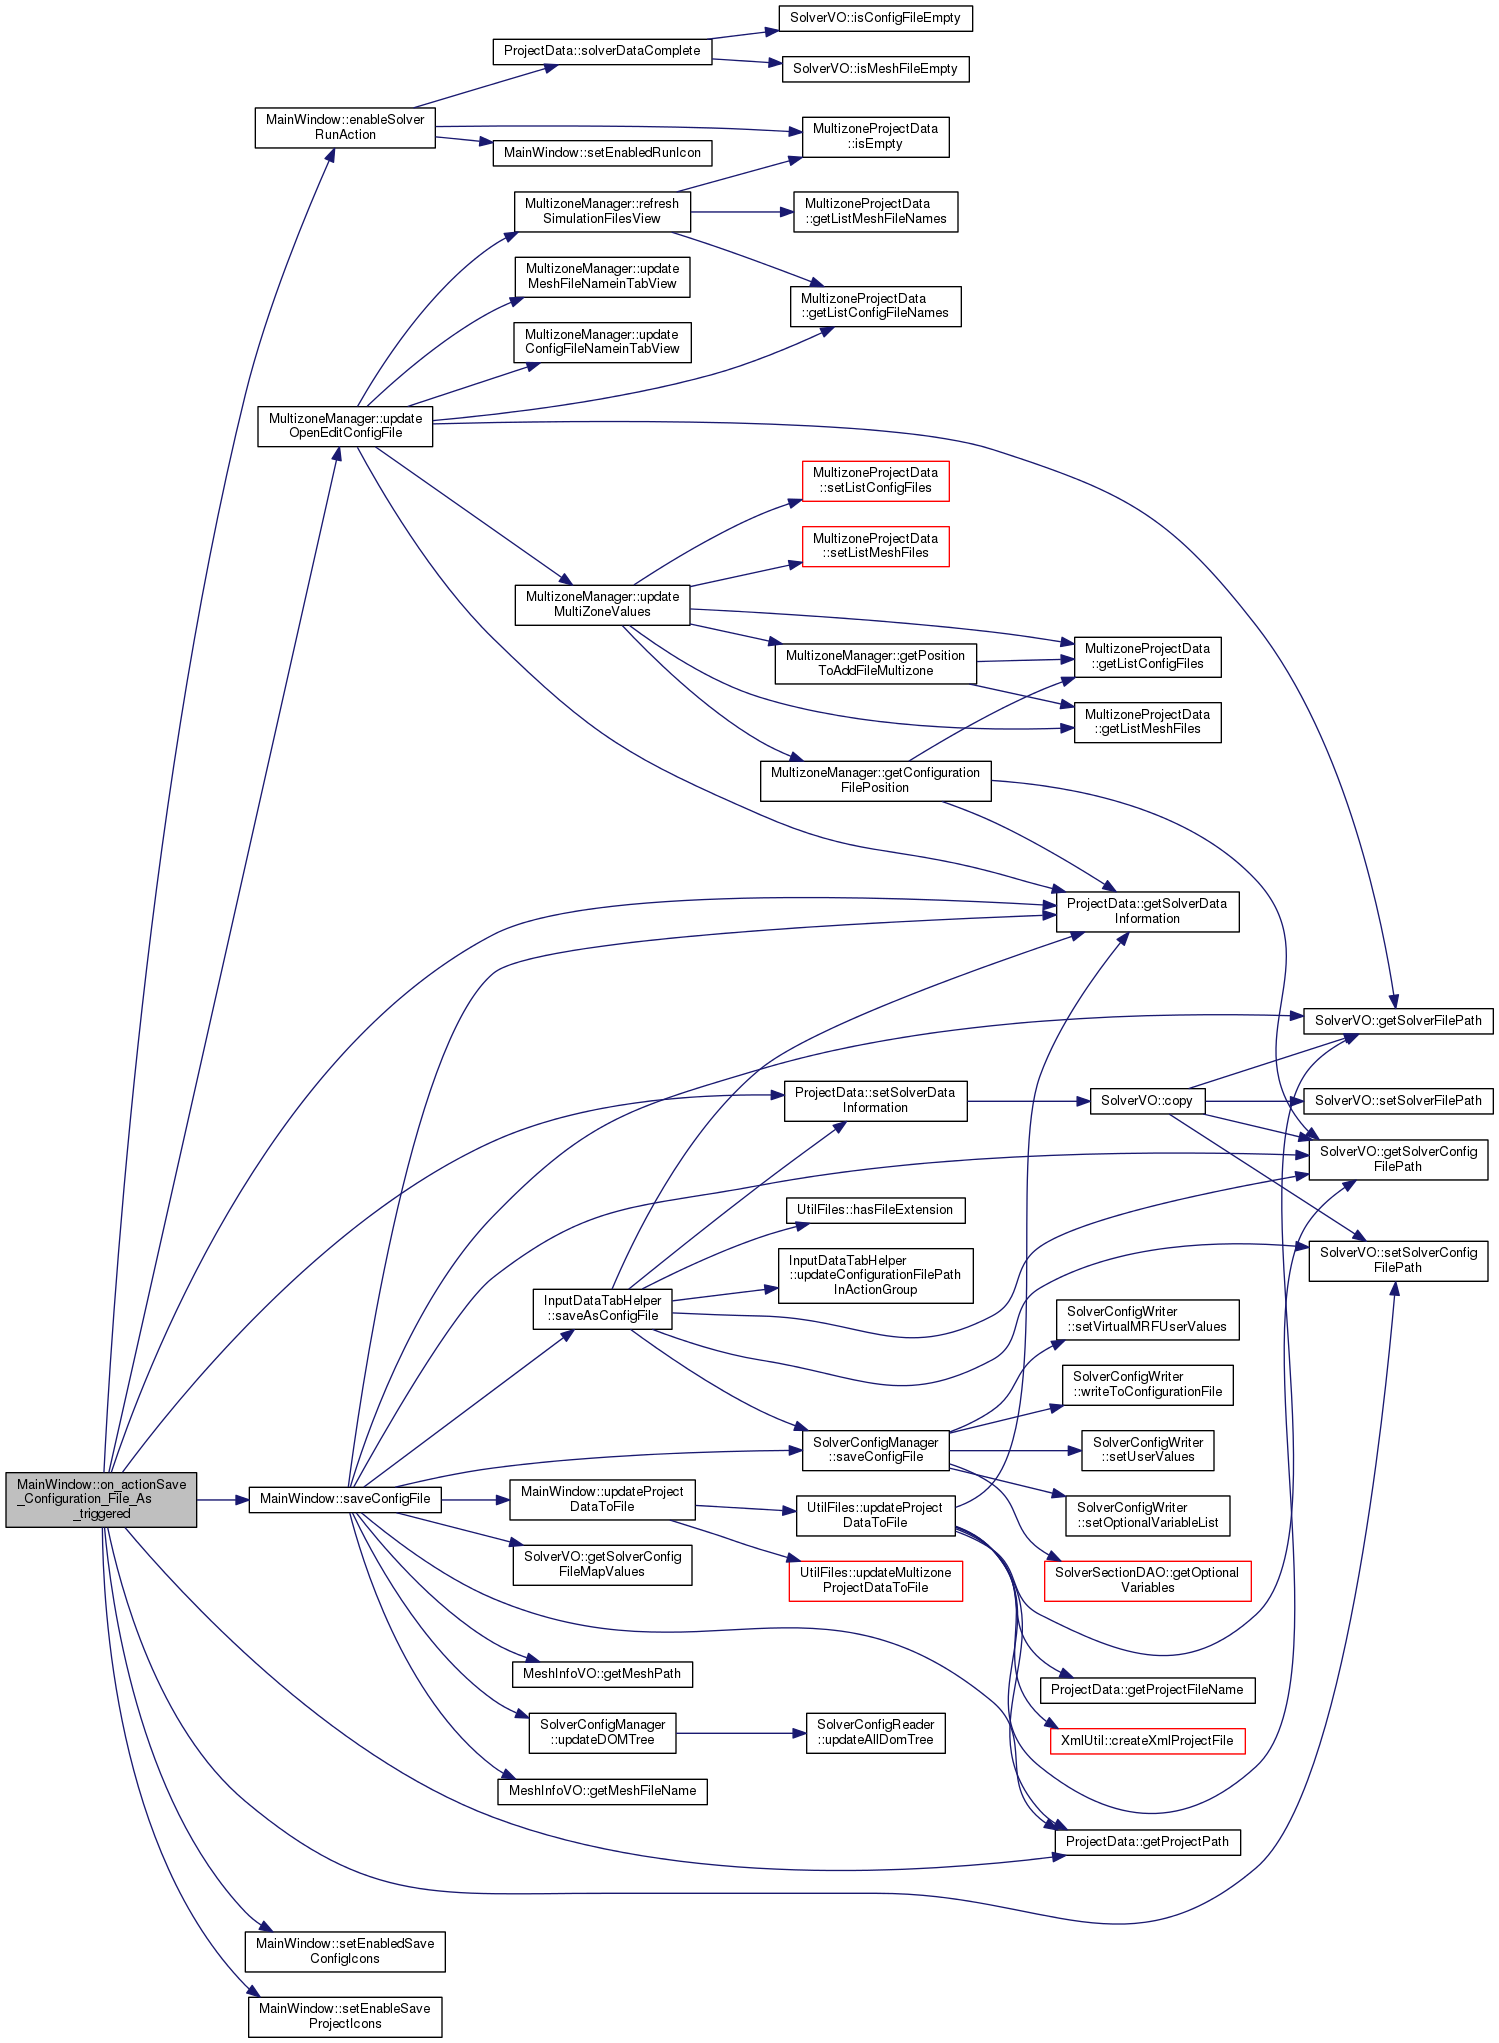 SolverVO::isConfigFileEmpty
ProjectData::solverDataComplete
SolverVO::isMeshFileEmpty
MainWindow::enableSolver
RunAction
MultizoneProjectData
::isEmpty
MainWindow::setEnabledRunIcon
MultizoneManager::refresh
SimulationFilesView
MultizoneProjectData
::getListMeshFileNames
MultizoneManager::update
MeshFileNameinTabView
MultizoneProjectData
::getListConfigFileNames
MultizoneManager::update
ConfigFileNameinTabView
MultizoneManager::update
OpenEditConfigFile
MultizoneProjectData
::setListConfigFiles
MultizoneProjectData
::setListMeshFiles
MultizoneManager::update
MultiZoneValues
MultizoneManager::getPosition
ToAddFileMultizone
MultizoneProjectData
::getListConfigFiles
MultizoneProjectData
::getListMeshFiles
MultizoneManager::getConfiguration
FilePosition
ProjectData::getSolverData
Information
SolverVO::getSolverFilePath
ProjectData::setSolverData
Information
SolverVO::copy
SolverVO::setSolverFilePath
SolverVO::getSolverConfig
FilePath
UtilFiles::hasFileExtension
SolverVO::setSolverConfig
FilePath
InputDataTabHelper
::updateConfigurationFilePath
InActionGroup
InputDataTabHelper
::saveAsConfigFile
SolverConfigWriter
::setVirtualMRFUserValues
SolverConfigWriter
::writeToConfigurationFile
SolverConfigManager
::saveConfigFile
SolverConfigWriter
::setUserValues
MainWindow::on_actionSave
_Configuration_File_As
_triggered
MainWindow::saveConfigFile
MainWindow::updateProject
DataToFile
UtilFiles::updateProject
DataToFile
SolverConfigWriter
::setOptionalVariableList
SolverVO::getSolverConfig
FileMapValues
UtilFiles::updateMultizone
ProjectDataToFile
SolverSectionDAO::getOptional
Variables
MeshInfoVO::getMeshPath
ProjectData::getProjectFileName
SolverConfigManager
::updateDOMTree
SolverConfigReader
::updateAllDomTree
XmlUtil::createXmlProjectFile
MeshInfoVO::getMeshFileName
ProjectData::getProjectPath
MainWindow::setEnabledSave
ConfigIcons
MainWindow::setEnableSave
ProjectIcons